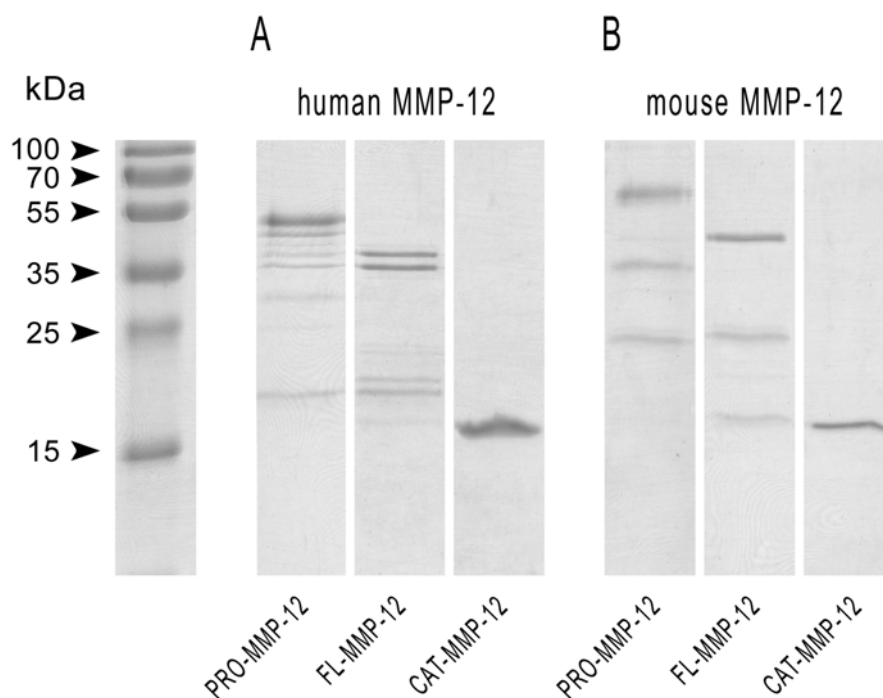 A
B
kDa
human MMP-12
mouse MMP-12
100
70
55
35
25
15
PRO-MMP-12
FL-MMP-12
CAT-MMP-12
PRO-MMP-12
FL-MMP-12
CAT-MMP-12